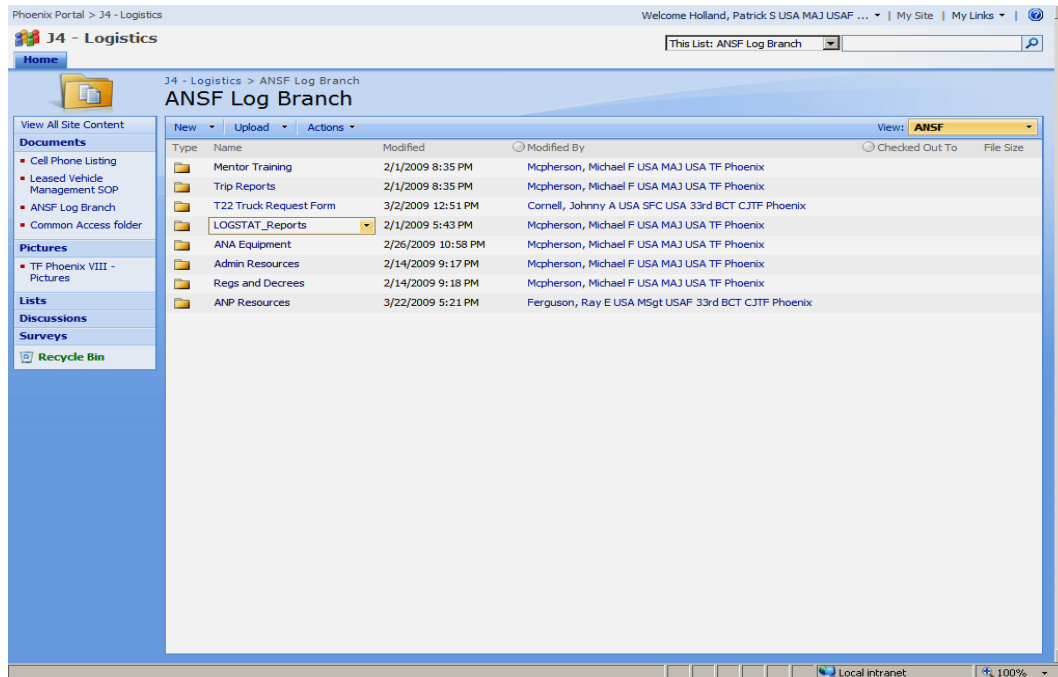 Phoenix Portal > J4 - Logistics
Welcome Holland, Patrick S USA MAJ USAF ... | My Site | My Links |
J4 - Logistics
This List: ANSF Log Branch
Home
J4 - Logistics > ANSF Log Branch
ANSF Log Branch
View All Site Content
Documents
Cell Phone Listing
Leased Vehicle
Management SOP
ANSF Log Branch
Common Access folder
Pictures
TF Phoenix VIII -
Pictures
Lists
Discussions
Surveys
Recycle Bin
New Upload Actions View: ANSF
Type Name Modified Modified By Checked Out To File Size
Mentor Training 2/1/2009 8:35 PM Mcpherson, Michael F USA MAJ USA TF Phoenix
Trip Reports 2/1/2009 8:35 PM Mcpherson, Michael F USA MAJ USA TF Phoenix
T22 Truck Request Form 3/2/2009 12:51 PM Cornell, Johnny A USA SFC USA 33rd BCT CJTF Phoenix
LOGSTAT_Reports 2/1/2009 5:43 PM Mcpherson, Michael F USA MAJ USA TF Phoenix
ANA Equipment 2/26/2009 10:58 PM Mcpherson, Michael F USA MAJ USA TF Phoenix
Admin Resources 2/14/2009 9:17 PM Mcpherson, Michael F USA MAJ USA TF Phoenix
Regs and Decrees 2/14/2009 9:18 PM Mcpherson, Michael F USA MAJ USA TF Phoenix
ANP Resources 3/22/2009 5:21 PM Ferguson, Ray E USA MSgt USAF 33rd BCT CJTF Phoenix
Local intranet 100%